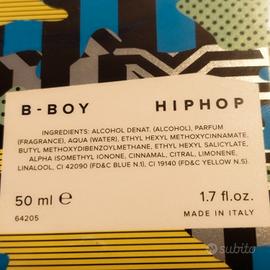 B-BOY HIPHOP
INGREDIENTS: ALCOHOL DENAT. (ALCOHOL), PARFUM
(FRAGRANCE), AQUA (WATER), ETHYL HEXYL METHOXYCINNAMATE,
BUTYL METHOXYDIBENZOYLMETHANE, ETHYL HEXYL SALICYLATE,
ALPHA ISOMETHYL IONONE, CINNAMAL, CITRAL, LIMONENE,
LINALOOL, CI 42090 (FD&C BLUE N.1), CI 19140 (FD&C YELLOW N.5).
50 ml e 1.7 fl.oz.
64205 MADE IN ITALY
subito